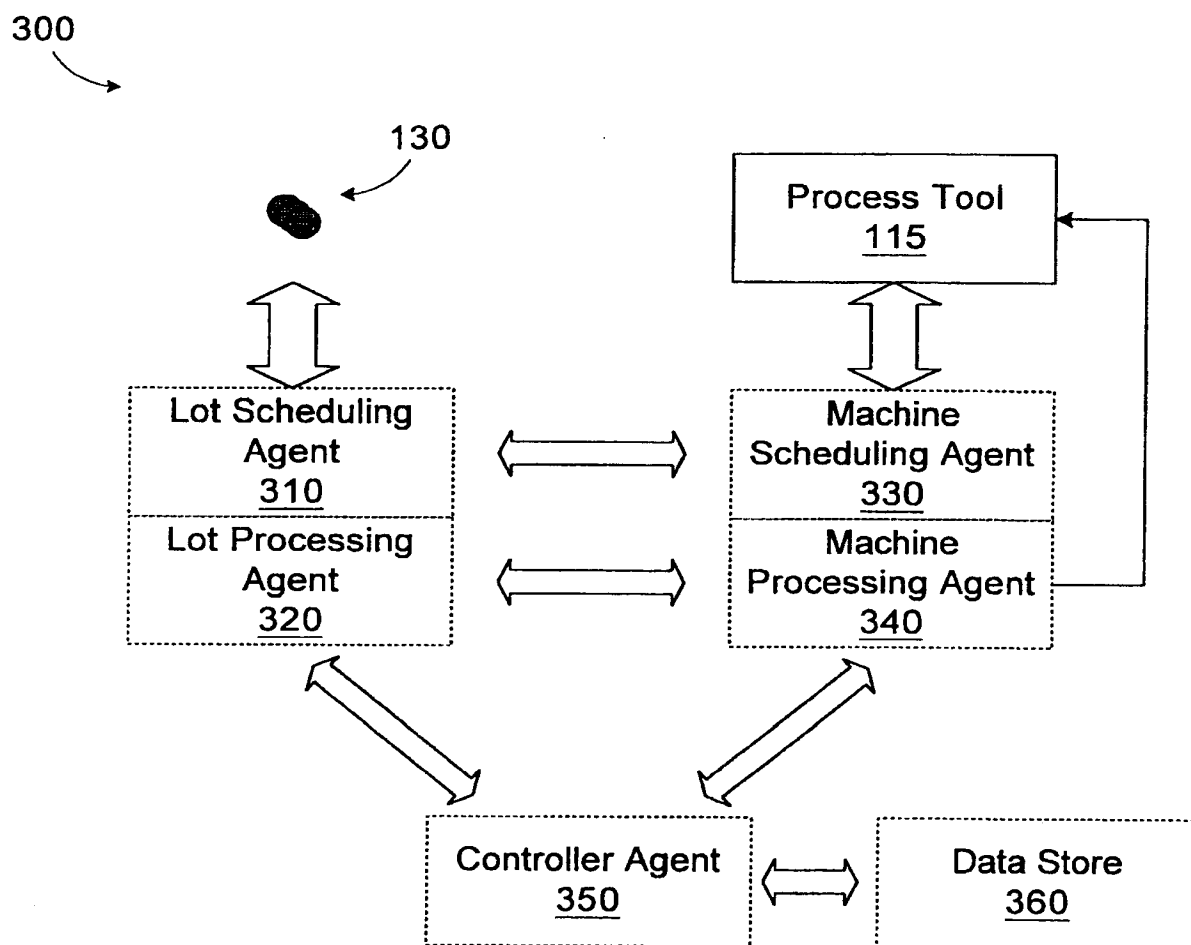 300
130
Process Tool
115
Lot Scheduling
Agent
310
Machine
Scheduling Agent
330
Lot Processing
Agent
320
Machine
Processing Agent
340
Controller Agent
350
Data Store
360